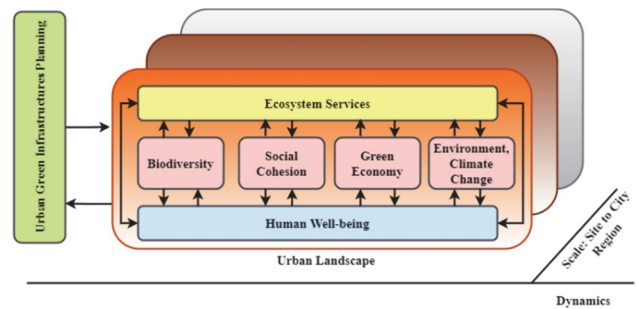 Urban Green Infrastructures Planning
Ecosystem Services
Biodiversity
Social
Cohesion
Green
Economy
Environment,
Climate
Change
Human Well-being
Urban Landscape
Scale: Site to City
Region
Dynamics